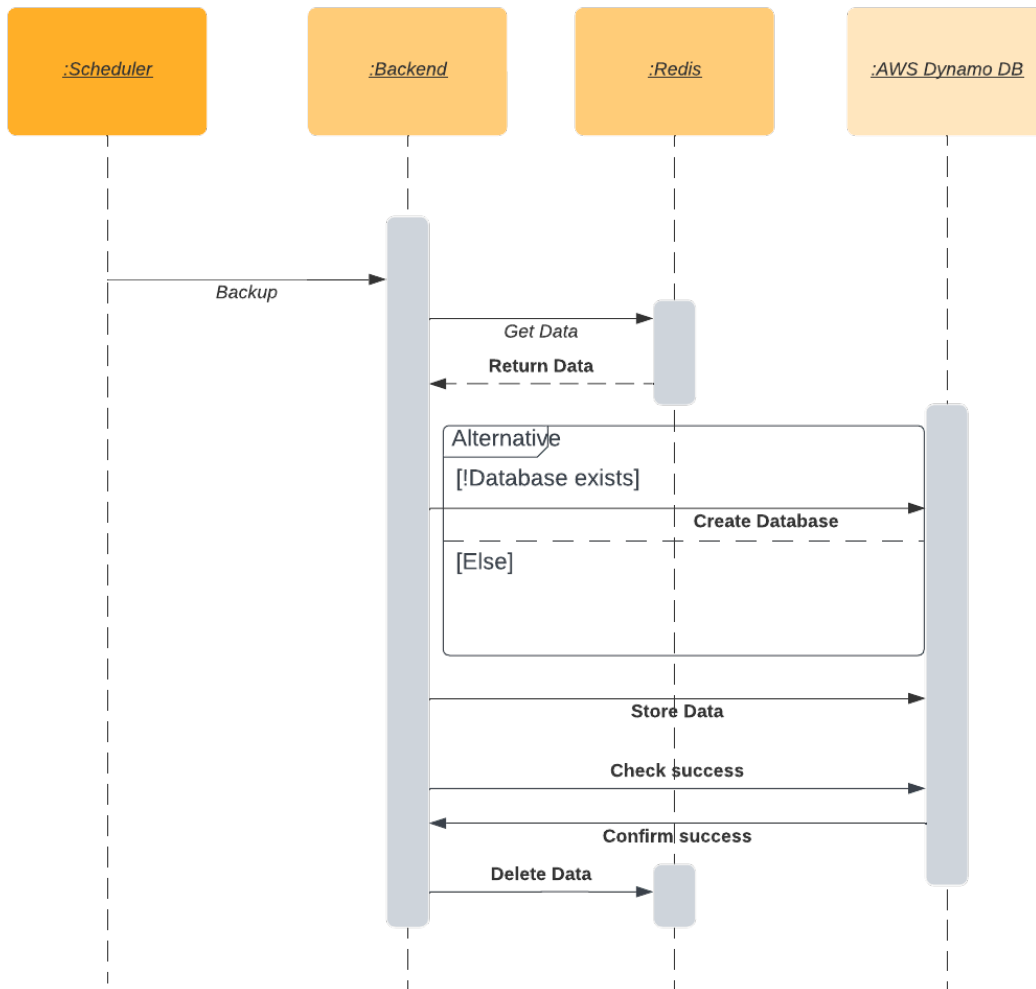 :Scheduler
:Backend
:Redis
:AWS Dynamo DB
Backup
Get Data
Return Data
Alternative
[!Database exists]
Create Database
[Else]
Store Data
Check success
Confirm success
Delete Data